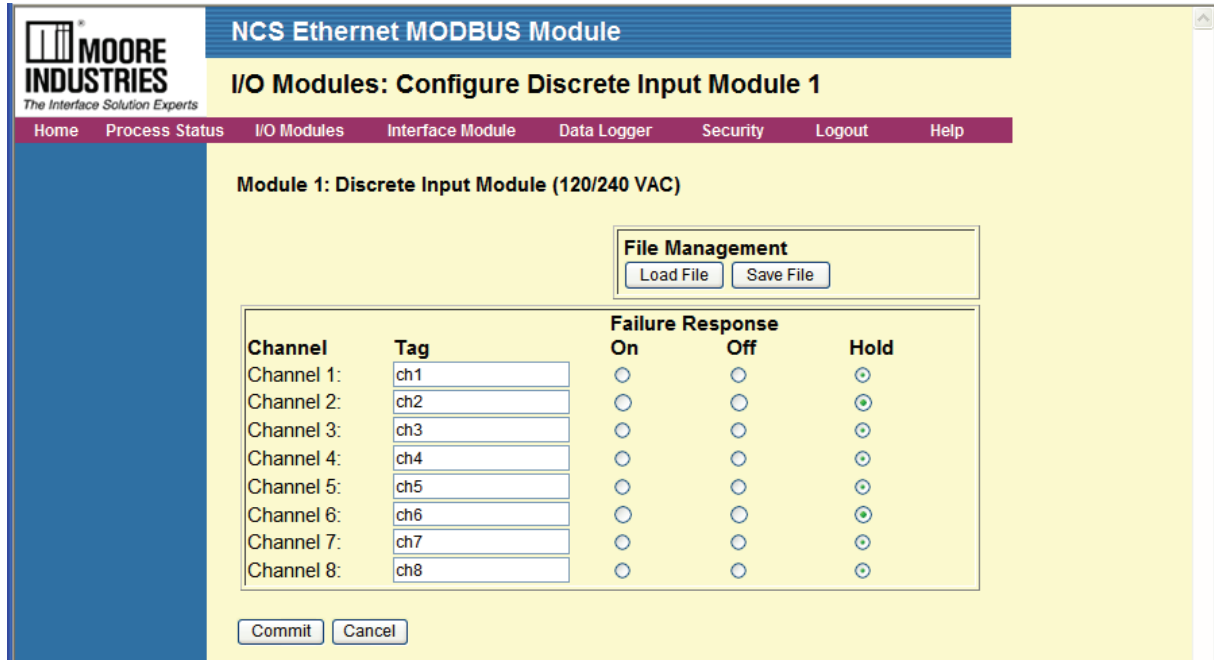 MOORE
INDUSTRIES
The Interface Solution Experts
NCS Ethernet MODBUS Module
I/O Modules: Configure Discrete Input Module 1
Home Process Status I/O Modules Interface Module Data Logger Security Logout Help
Module 1: Discrete Input Module (120/240 VAC)
File Management
Load File Save File
Failure Response
Channel Tag On Off Hold
Channel 1: ch1
Channel 2: ch2
Channel 3: ch3
Channel 4: ch4
Channel 5: ch5
Channel 6: ch6
Channel 7: ch7
Channel 8: ch8
Commit Cancel